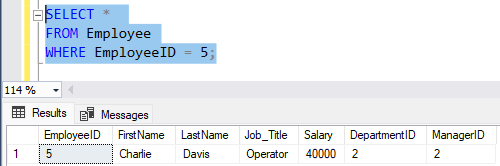 SELECT *
FROM Employee
WHERE EmployeeID = 5;
114 %
Results Messages
EmployeeID FirstName LastName Job_Title Salary DepartmentID ManagerID
1 5 Charlie Davis Operator 40000 2 2